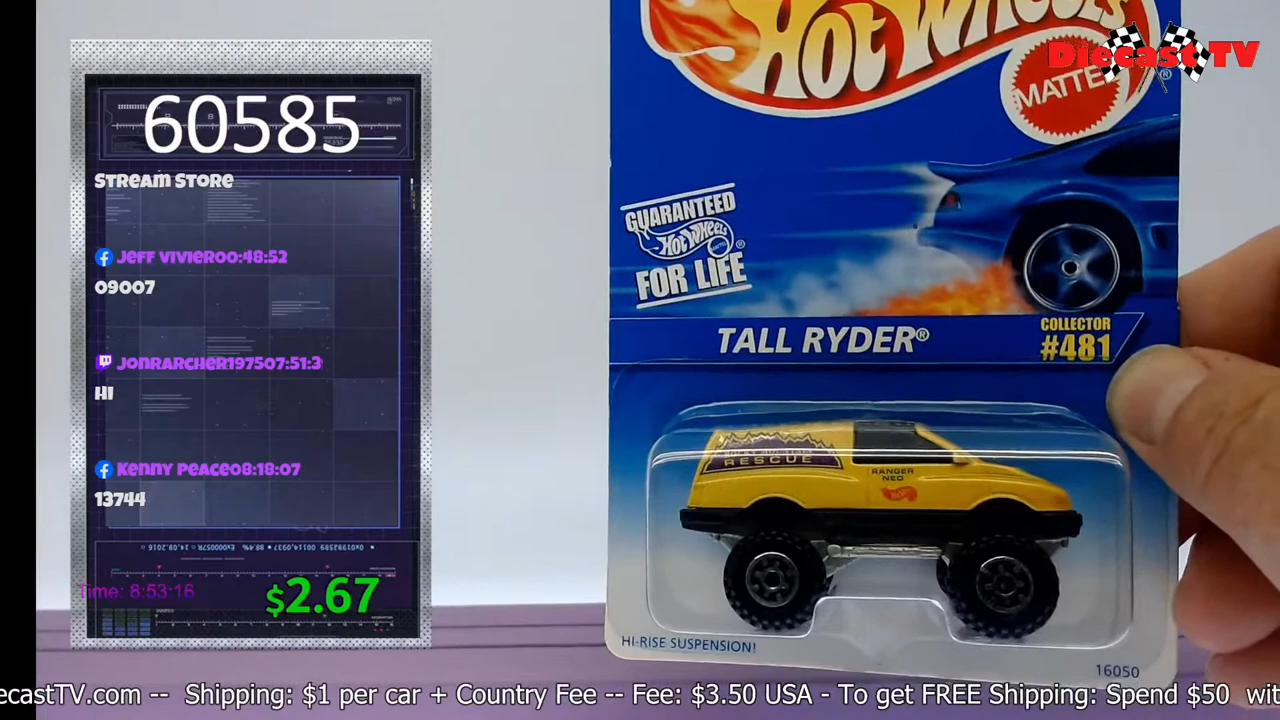 60585
Stream Store
Jeff Viviero0:48:52
09007
Jonrarcher197507:51:3
HI
Kenny Peace08:18:07
13744
Time: 8:53:16
$2.67
Hot Wheels
MATTEL
Diecast TV
GUARANTEED
Hot Wheels
FOR LIFE
TALL RYDER®
COLLECTOR
#481
RESCUE
RANGER
NED
HI-RISE SUSPENSION!
16050
ecastTV.com -- Shipping: $1 per car + Country Fee -- Fee: $3.50 USA - To get FREE Shipping: Spend $50 wit